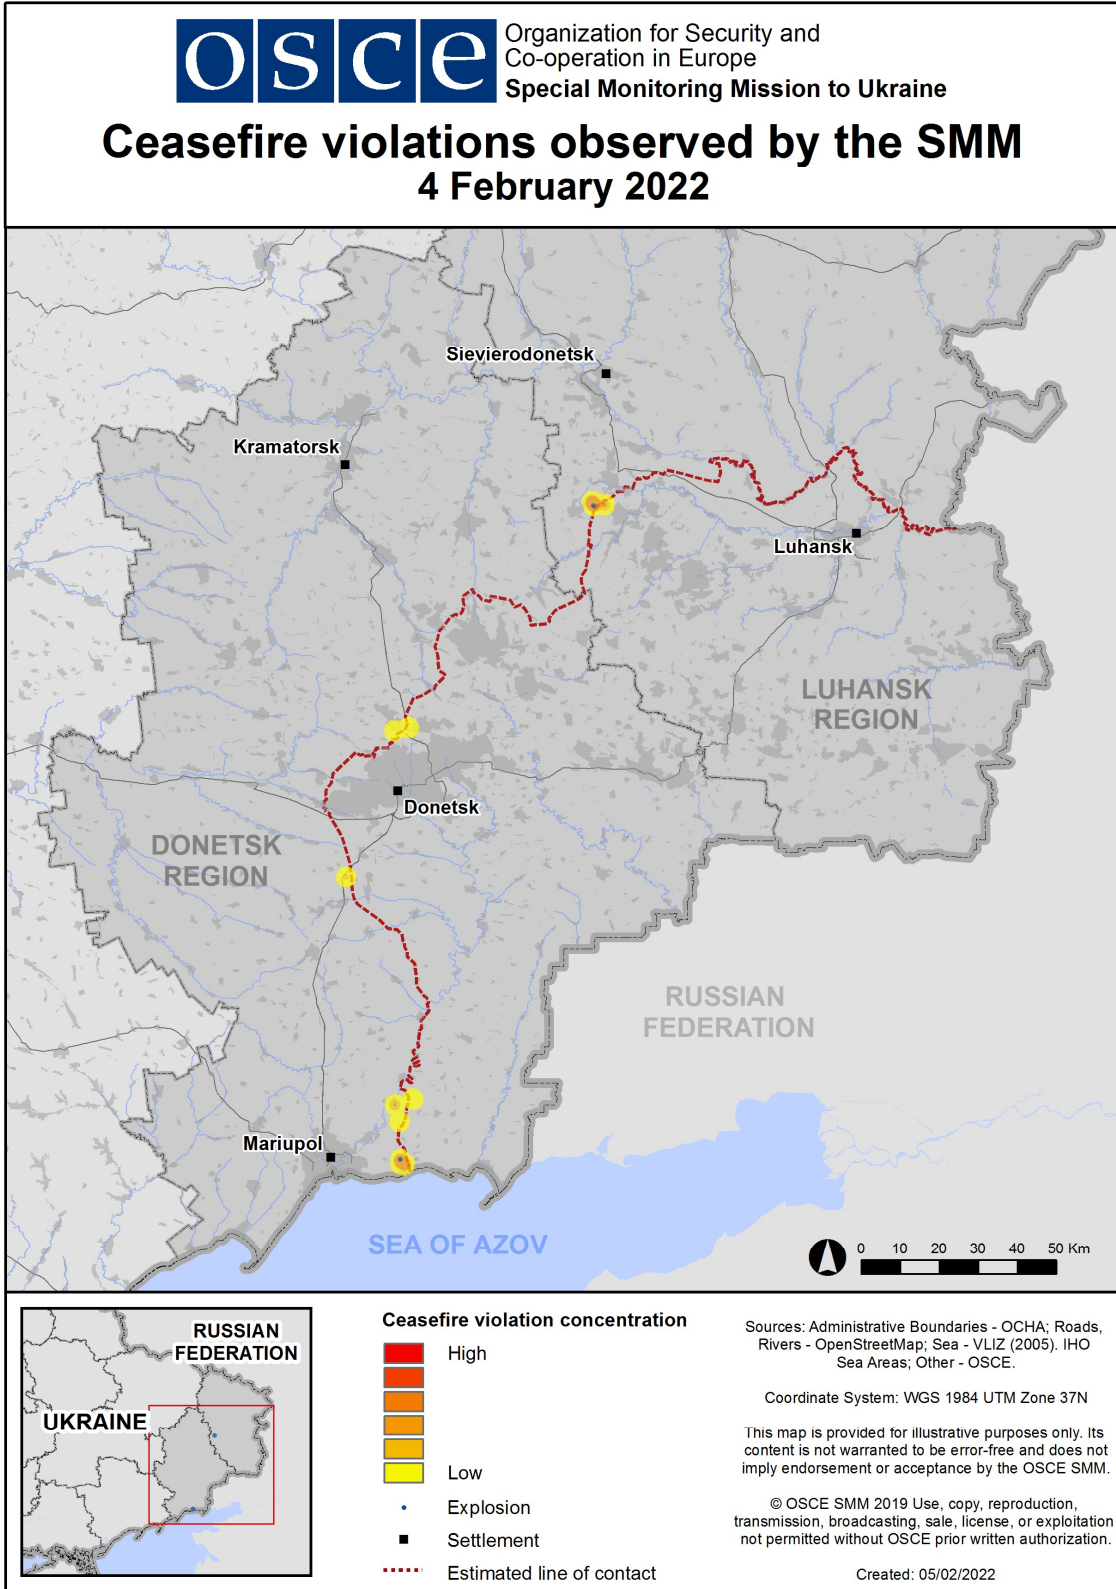 osce
Organization for Security and
Co-operation in Europe
Special Monitoring Mission to Ukraine
Ceasefire violations observed by the SMM
4 February 2022
Sievierodonetsk
Kramatorsk
Luhansk
LUHANSK
REGION
Donetsk
DONETSK
REGION
RUSSIAN
FEDERATION
Mariupol
SEA OF AZOV
0 10 20 30 40 50 Km
RUSSIAN
FEDERATION
UKRAINE
Ceasefire violation concentration
High
Low
Explosion
Settlement
Estimated line of contact
Sources: Administrative Boundaries - OCHA; Roads,
Rivers - OpenStreetMap; Sea - VLIZ (2005). IHO
Sea Areas; Other - OSCE.
Coordinate System: WGS 1984 UTM Zone 37N
This map is provided for illustrative purposes only. Its
content is not warranted to be error-free and does not
imply endorsement or acceptance by the OSCE SMM.
© OSCE SMM 2019 Use, copy, reproduction,
transmission, broadcasting, sale, license, or exploitation
not permitted without OSCE prior written authorization.
Created: 05/02/2022